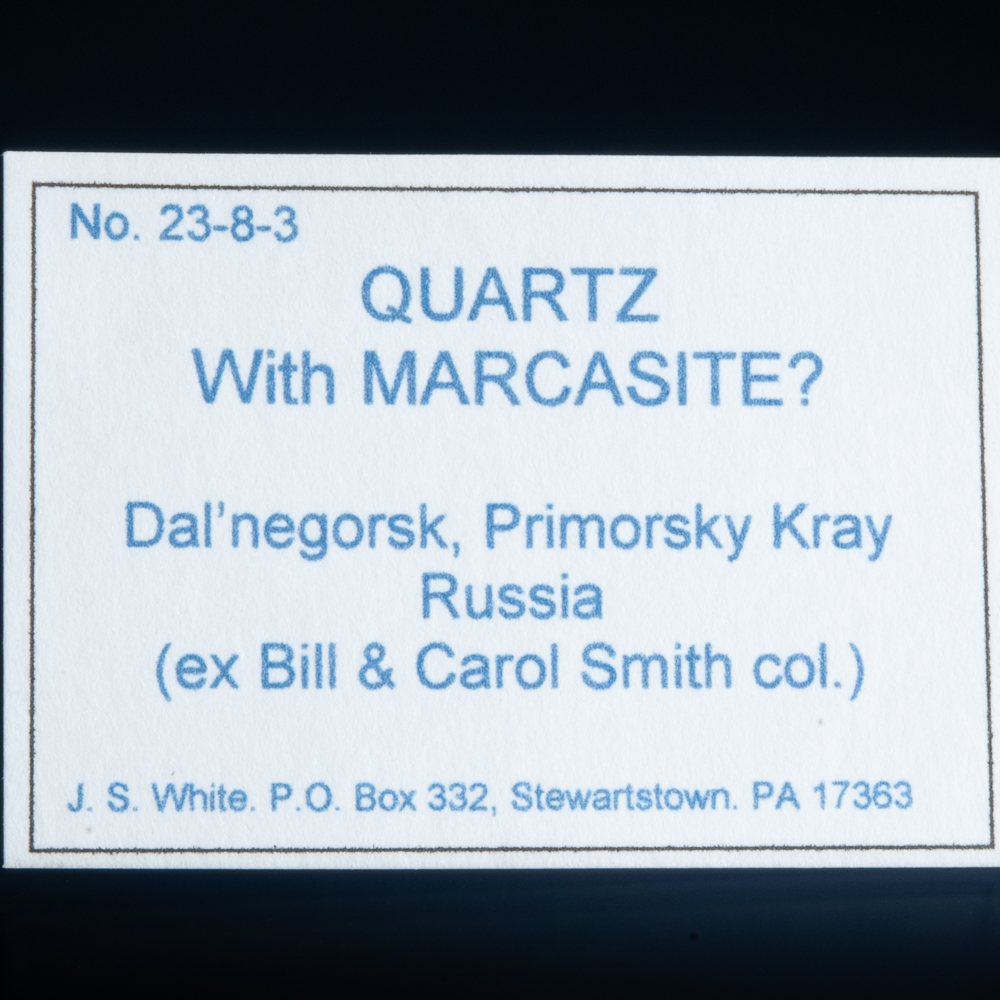 No. 23-8-3
QUARTZ
With MARCASITE?
Dal'negorsk, Primorsky Kray
Russia
(ex Bill & Carol Smith col.)
J. S. White. P.O. Box 332, Stewartstown. PA 17363